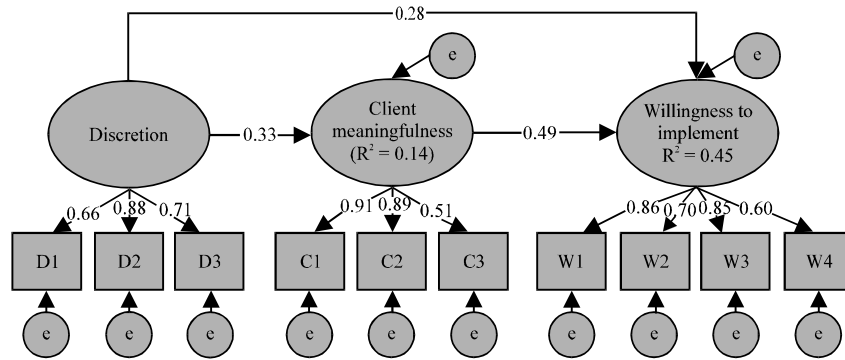 0.28
e
e
Discretion
0.33
Client
meaningfulness
(R² = 0.14)
0.49
Willingness to
implement
R² = 0.45
0.66
0.88
0.71
0.91
0.89
0.51
0.86
0.70
0.85
0.60
D1
D2
D3
C1
C2
C3
W1
W2
W3
W4
e
e
e
e
e
e
e
e
e
e